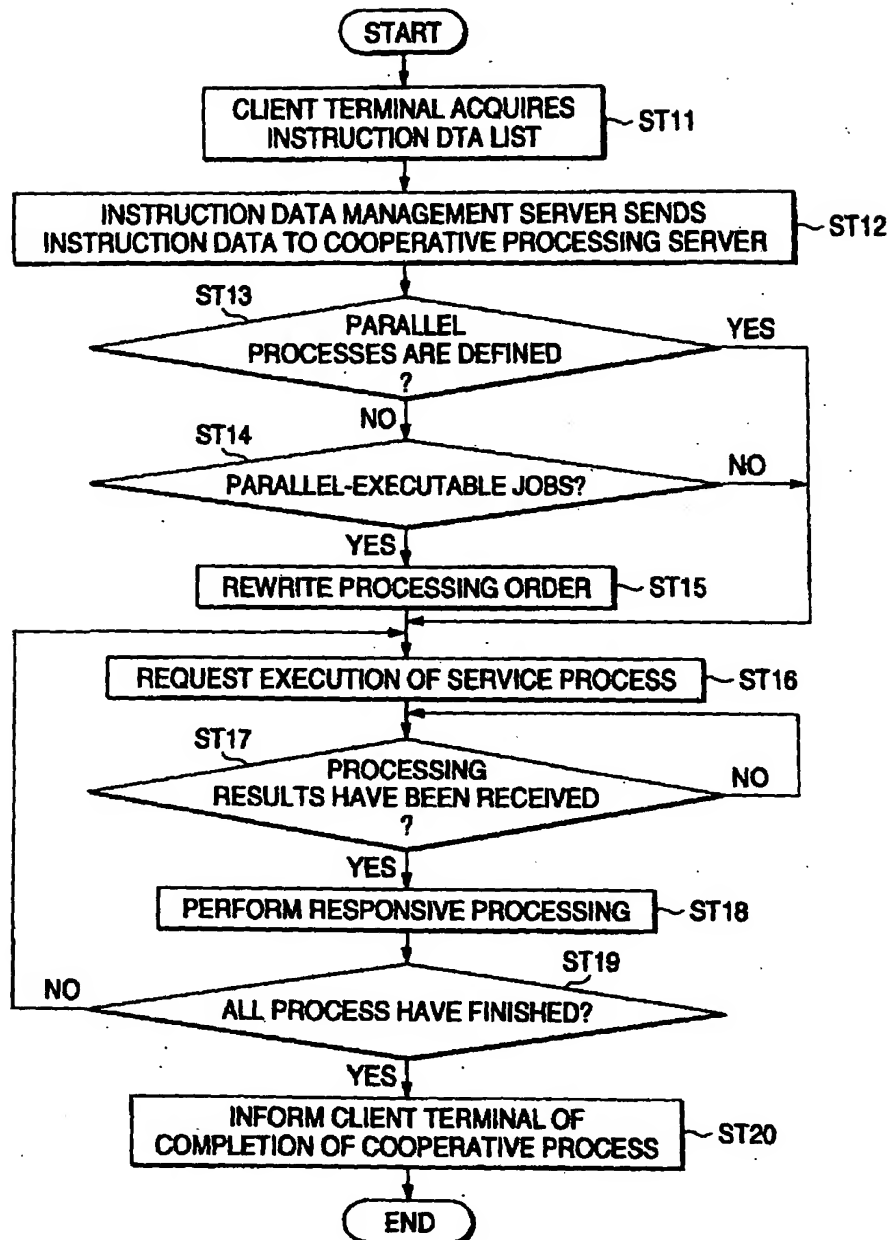 START
CLIENT TERMINAL ACQUIRES
INSTRUCTION DTA LIST
ST11
INSTRUCTION DATA MANAGEMENT SERVER SENDS
INSTRUCTION DATA TO COOPERATIVE PROCESSING SERVER
ST12
ST13
PARALLEL
PROCESSES ARE DEFINED
?
YES
NO
ST14
PARALLEL-EXECUTABLE JOBS?
NO
YES
REWRITE PROCESSING ORDER
ST15
REQUEST EXECUTION OF SERVICE PROCESS
ST16
ST17
PROCESSING
RESULTS HAVE BEEN RECEIVED
?
NO
YES
PERFORM RESPONSIVE PROCESSING
ST18
ST19
NO
ALL PROCESS HAVE FINISHED?
YES
INFORM CLIENT TERMINAL OF
COMPLETION OF COOPERATIVE PROCESS
ST20
END